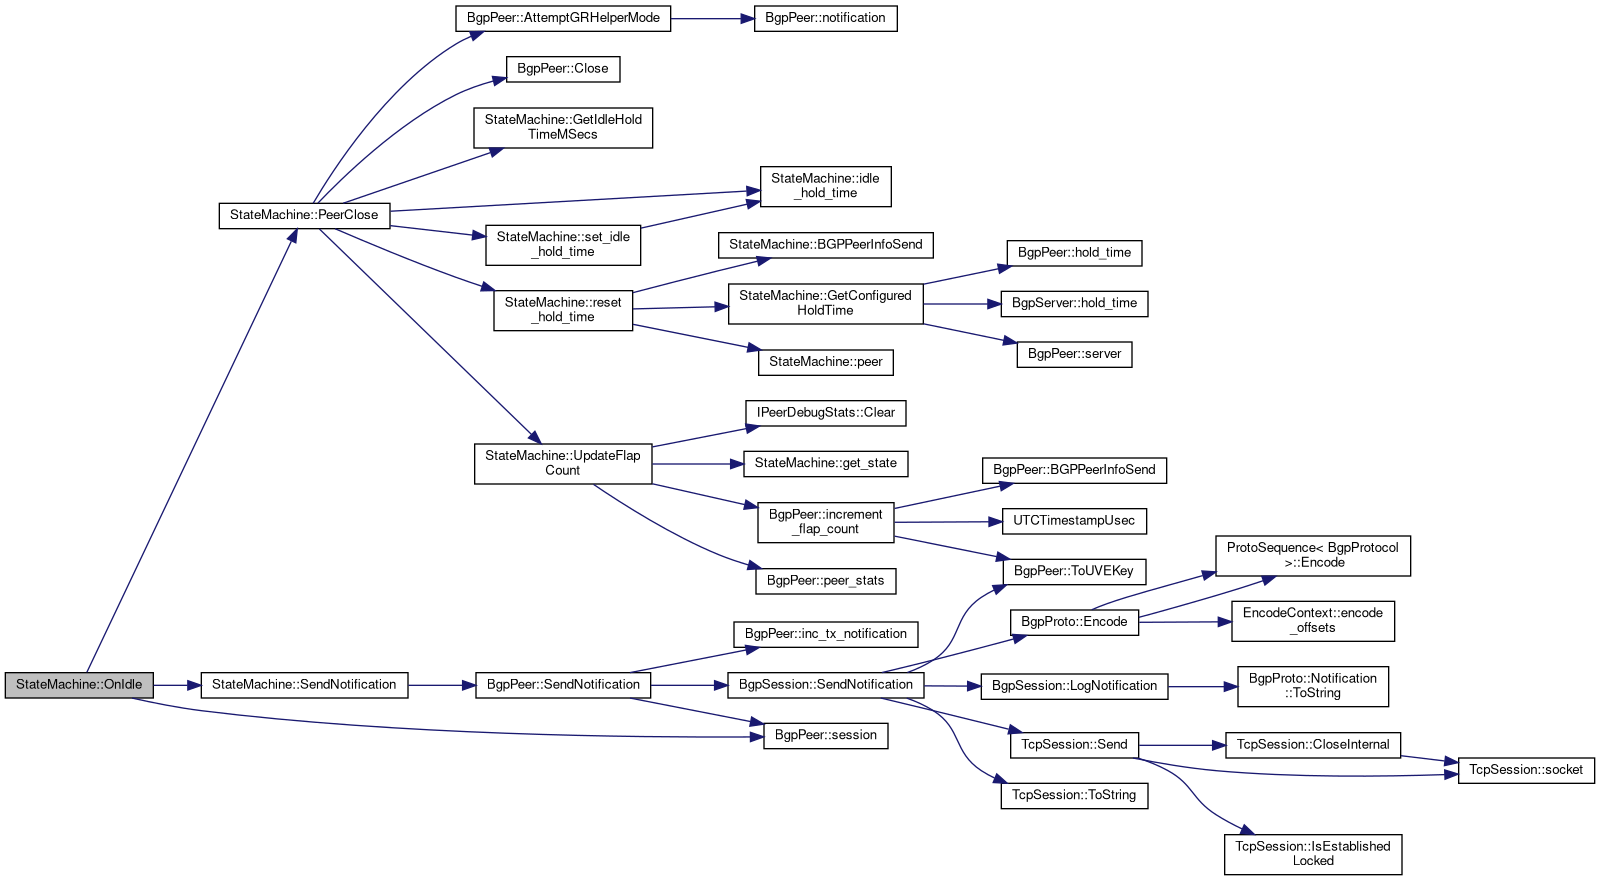 BgpPeer::AttemptGRHelperMode
BgpPeer::notification
BgpPeer::Close
StateMachine::GetIdleHold
TimeMSecs
StateMachine::idle
_hold_time
StateMachine::PeerClose
StateMachine::set_idle
_hold_time
StateMachine::BGPPeerInfoSend
BgpPeer::hold_time
StateMachine::reset
_hold_time
StateMachine::GetConfigured
HoldTime
BgpServer::hold_time
StateMachine::peer
BgpPeer::server
IPeerDebugStats::Clear
StateMachine::UpdateFlap
Count
StateMachine::get_state
BgpPeer::BGPPeerInfoSend
BgpPeer::increment
_flap_count
UTCTimestampUsec
BgpPeer::ToUVEKey
BgpPeer::peer_stats
ProtoSequence< BgpProtocol
>::Encode
BgpProto::Encode
EncodeContext::encode
_offsets
BgpPeer::inc_tx_notification
StateMachine::OnIdle
StateMachine::SendNotification
BgpPeer::SendNotification
BgpSession::SendNotification
BgpSession::LogNotification
BgpProto::Notification
::ToString
BgpPeer::session
TcpSession::Send
TcpSession::CloseInternal
TcpSession::socket
TcpSession::ToString
TcpSession::IsEstablished
Locked